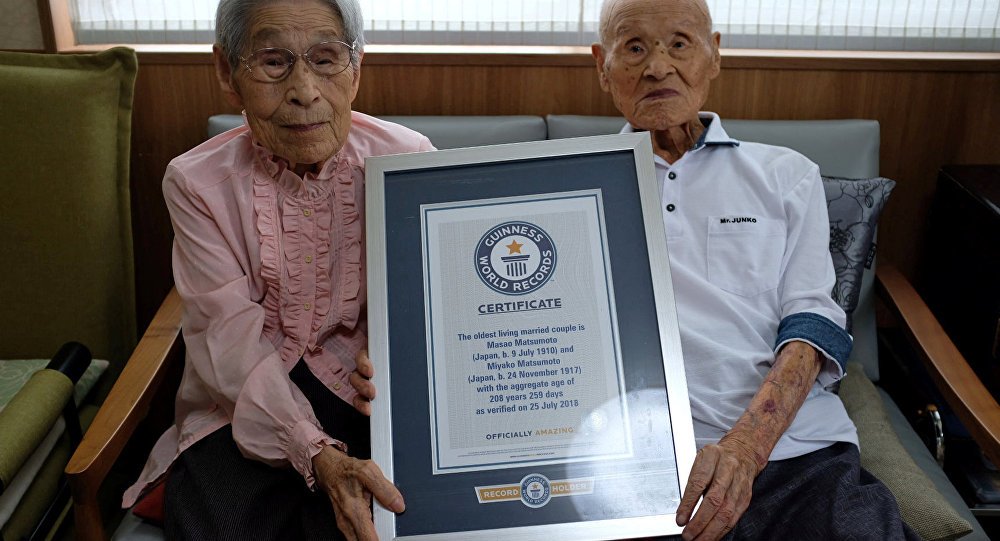 Mr. JUNKO
GUINNESS
WORLD RECORDS
CERTIFICATE
The oldest living married couple is
Masao Matsumoto
(Japan, b. 9 July 1910) and
Miyako Matsumoto
(Japan, b. 24 November 1917)
with the aggregate age of
208 years 259 days
as verified on 25 July 2018
OFFICIALLY AMAZING
RECORD HOLDER